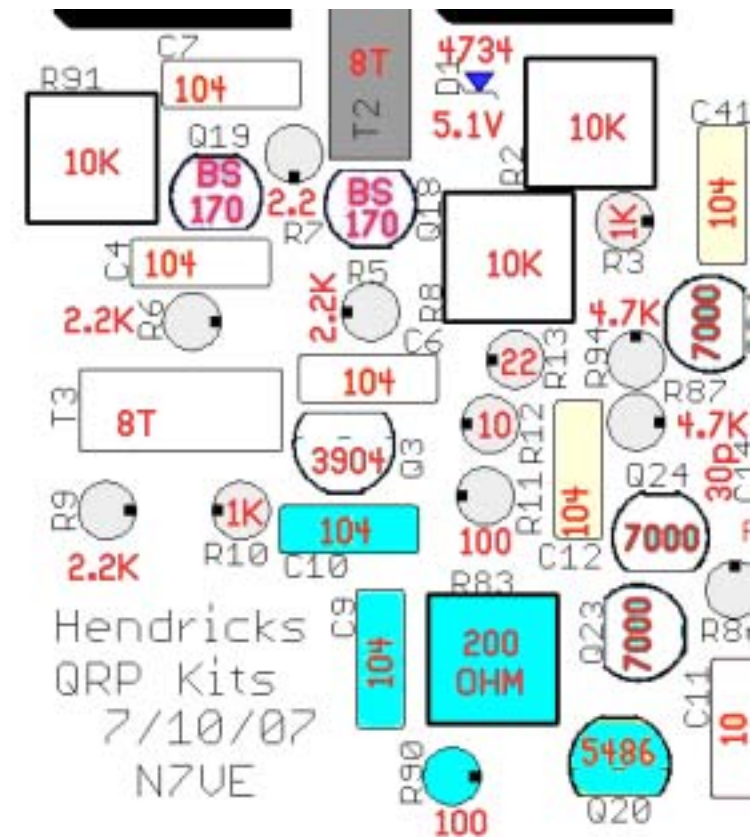 C7
104
R91
10K
Q19
BS
170
2.2
R7
8T
T2
BS
170
Q18
4734
D1
5.1V
R2
10K
C41
104
1K
R3
C4
104
R5
2.2K
R8
10K
2.2K
R6
C6
104
4.7K
R94
7000
T3
8T
22
R13
R87
4.7K
10
R12
3904
Q3
104
C12
30p
R9
2.2K
1K
R10
104
C10
R11
100
Q24
7000
C9
104
R83
200
OHM
Q23
7000
C11
10
R90
100
5486
Q20
Hendricks
QRP Kits
7/10/07
N7VE